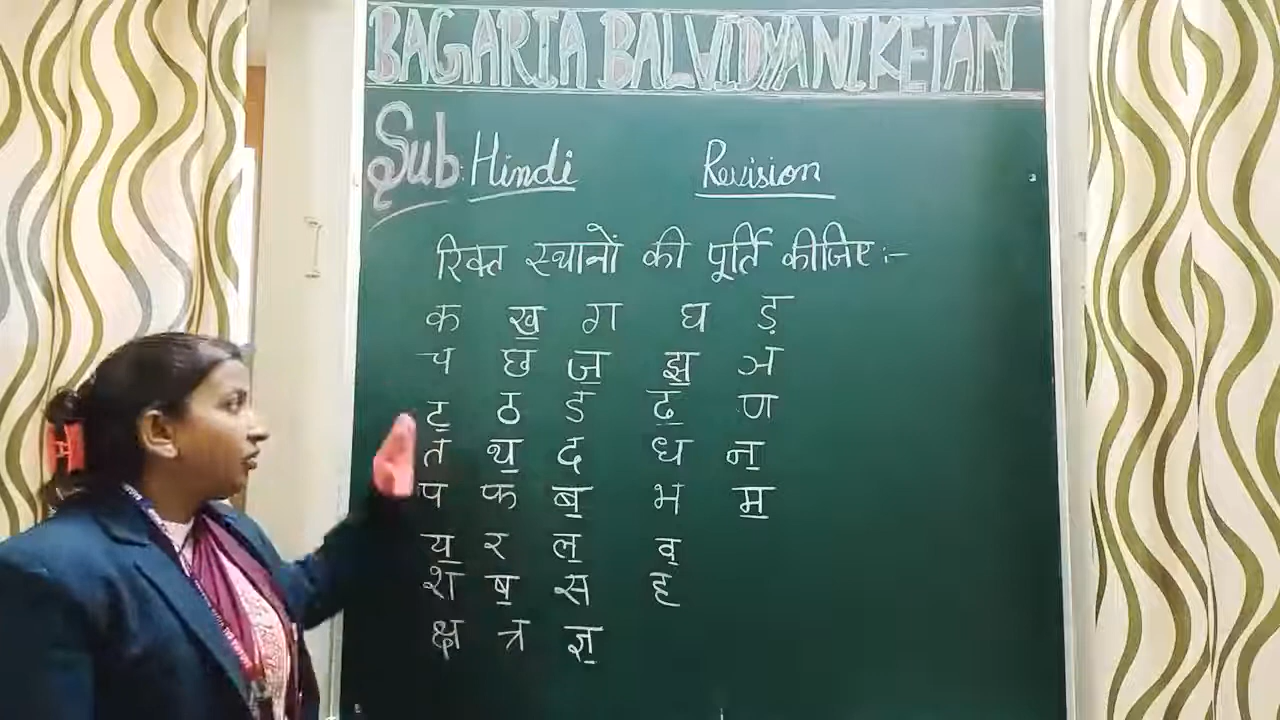 BAGARIA BALVIDYANIKETAN
Sub: Hindi Revision
रिक्त स्थानों की पूर्ति कीजिए :-
क ख ग घ ड़
च छ ज झ ञ
ट ठ ड ढ ण
त थ द ध न
प फ ब भ म
य र ल व
श ष स ह
क्ष त्र ज्ञ